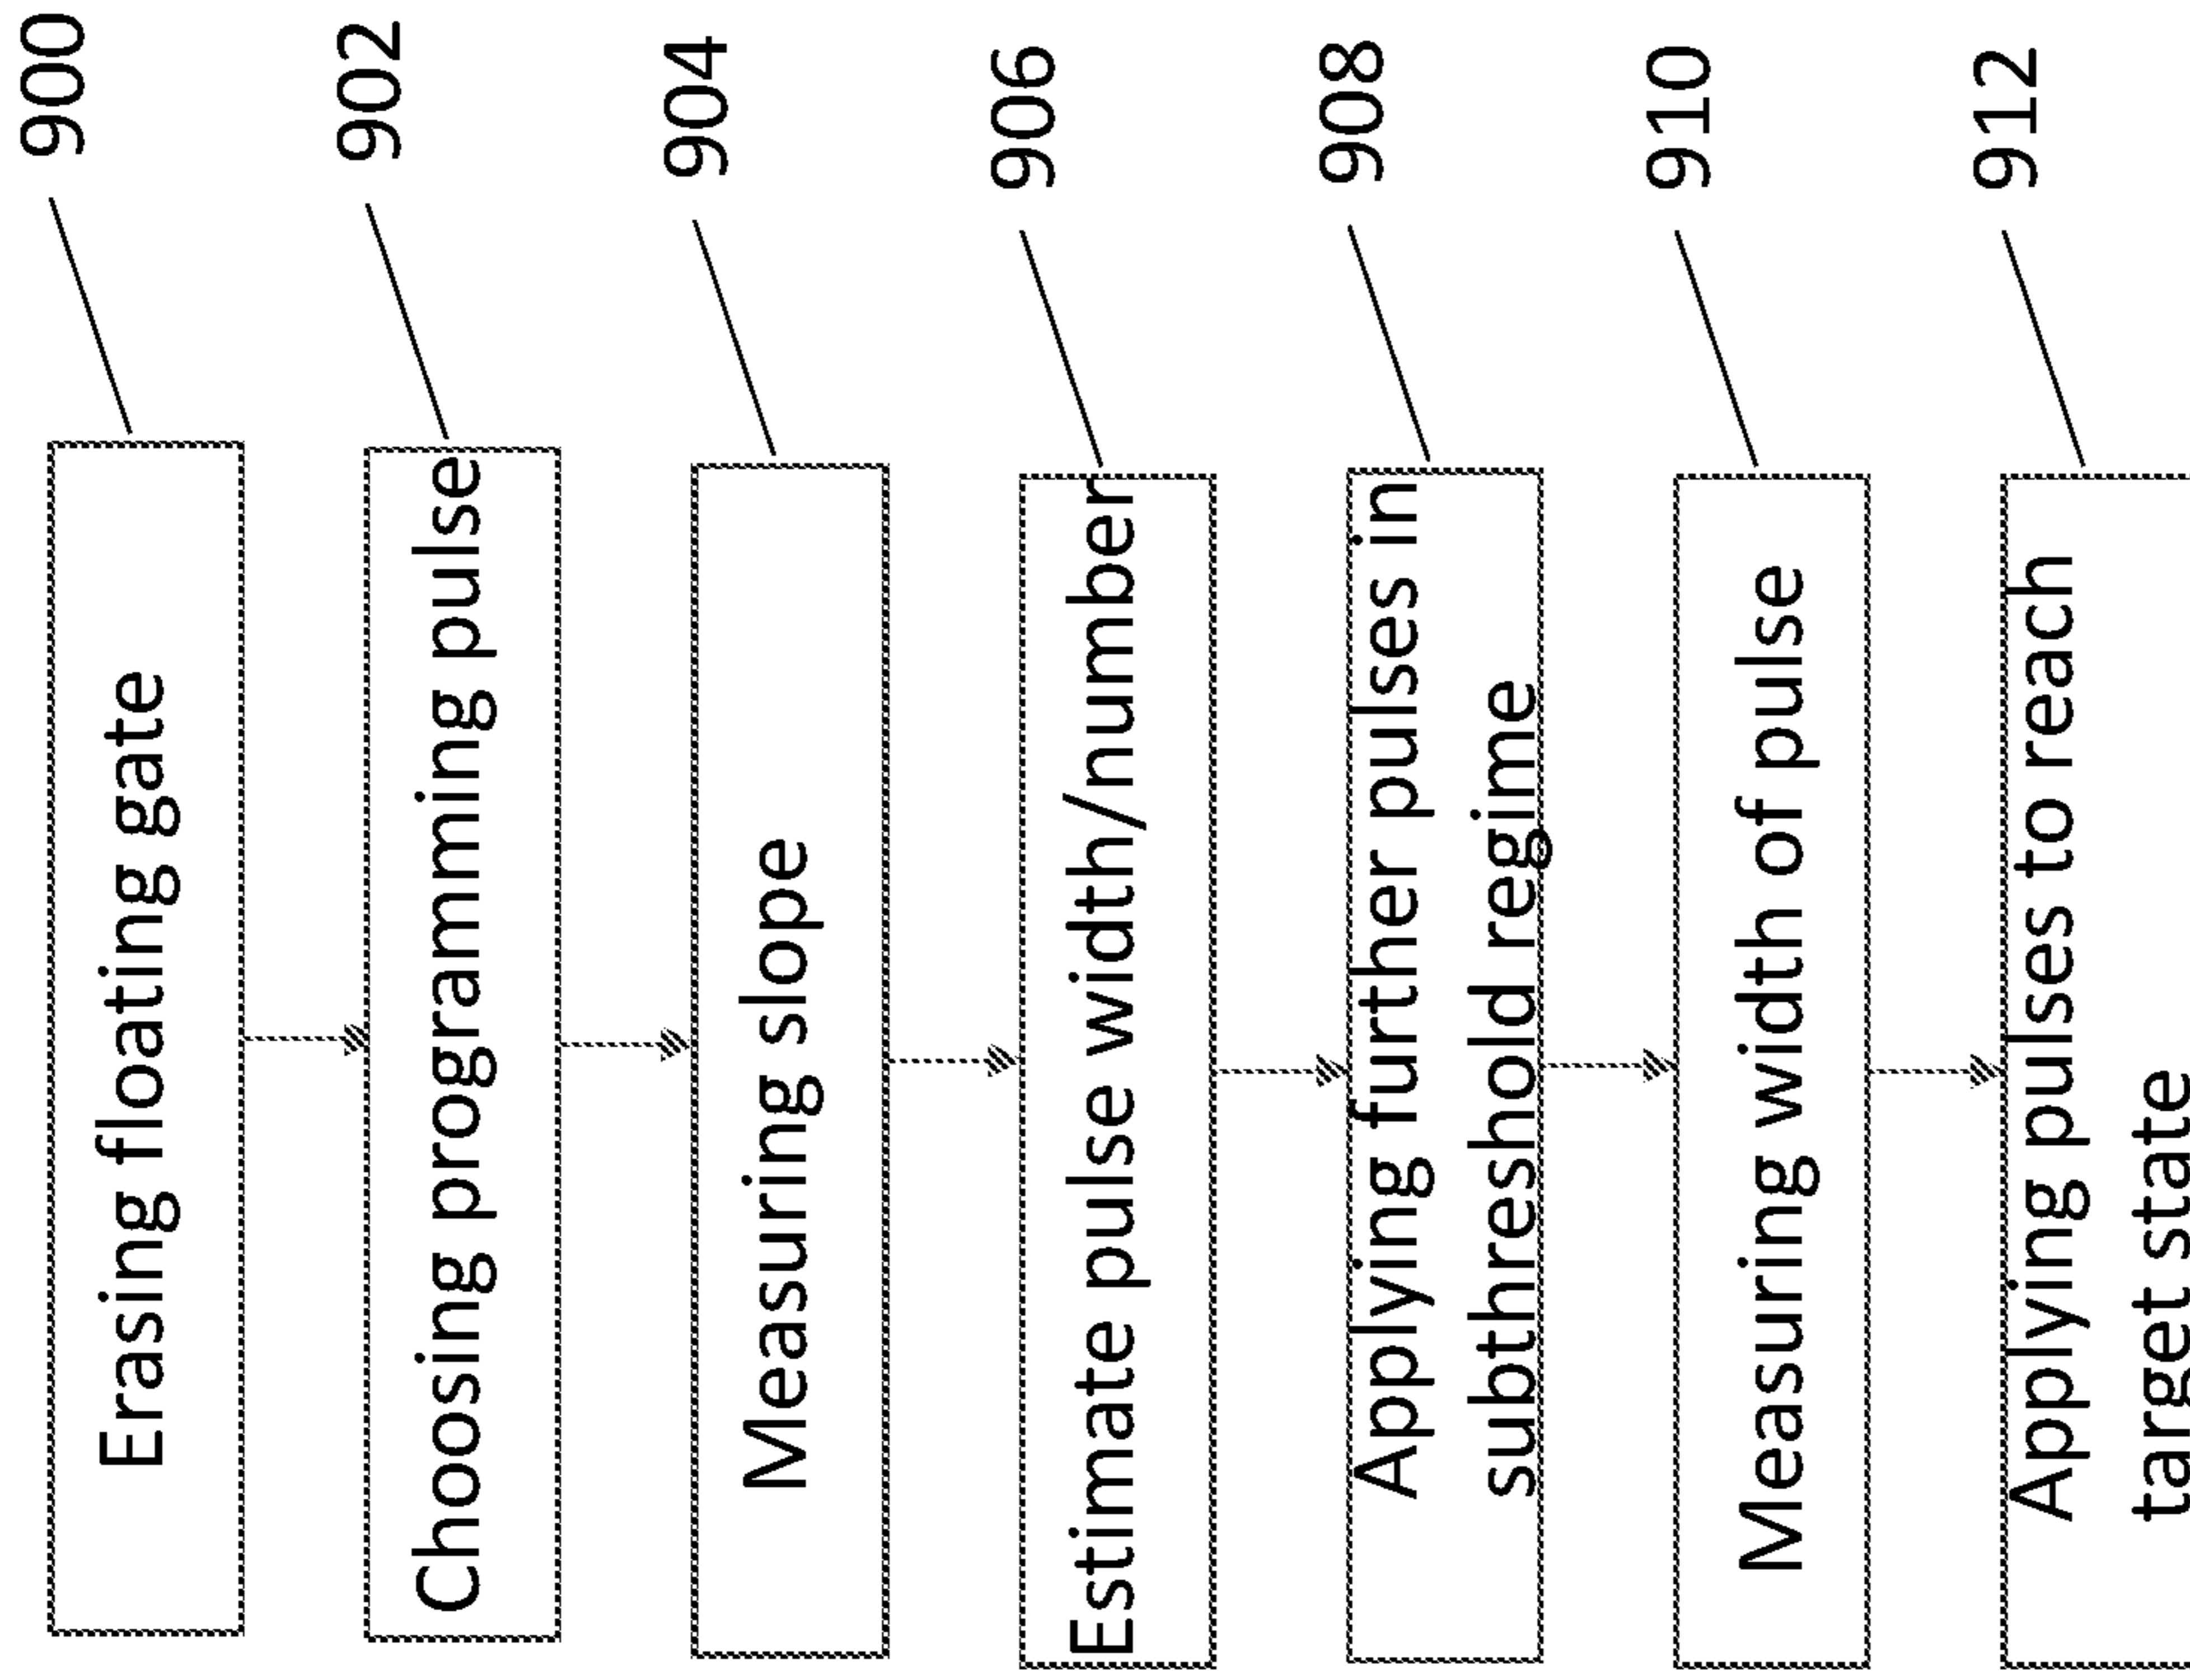 Erasing floating gate
900
Choosing programming pulse
902
Measuring slope
904
Estimate pulse width/number
906
Applying further pulses in
subthreshold regime
908
Measuring width of pulse
910
Applying pulses to reach
target state
912